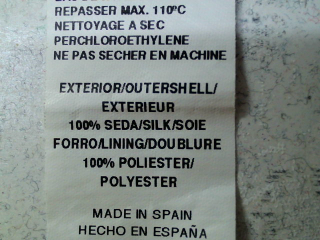 REPASSER MAX. 110ºC
NETTOYAGE A SEC
PERCHLOROETHYLENE
NE PAS SECHER EN MACHINE
EXTERIOR/OUTERSHELL/
EXTERIEUR
100% SEDA/SILK/SOIE
FORRO/LINING/DOUBLURE
100% POLIESTER/
POLYESTER
MADE IN SPAIN
HECHO EN ESPAÑA